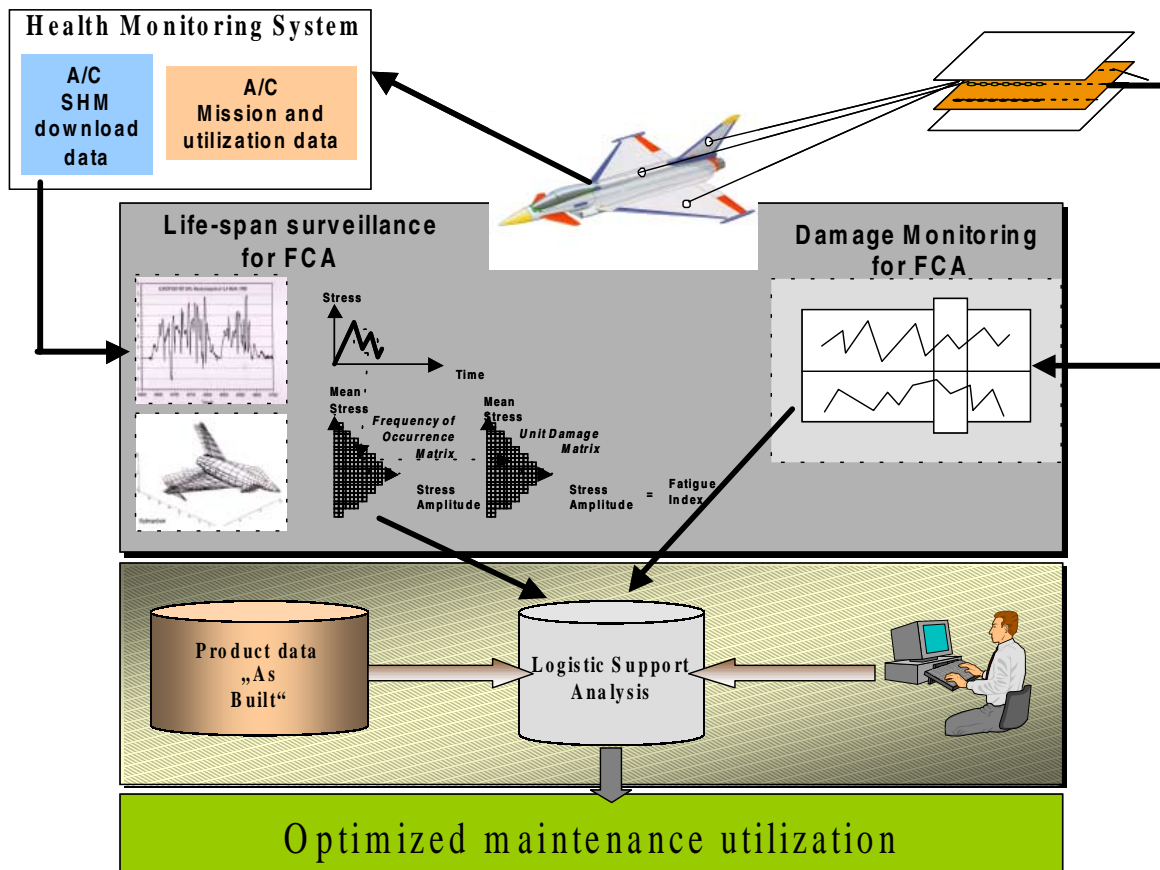 Health Monitoring System
A/C
SHM
download
data
A/C
Mission and
utilization data
Life-span surveillance
for FCA
Damage Monitoring
for FCA
Stress
Time
Mean
Stress
Frequency of
Occurrence
Matrix
Stress
Amplitude
Mean
Stress
Unit Damage
Matrix
Stress
Amplitude
=
Fatigue
Index
Product data
„As
Built“
Logistic Support
Analysis
Optimized maintenance utilization